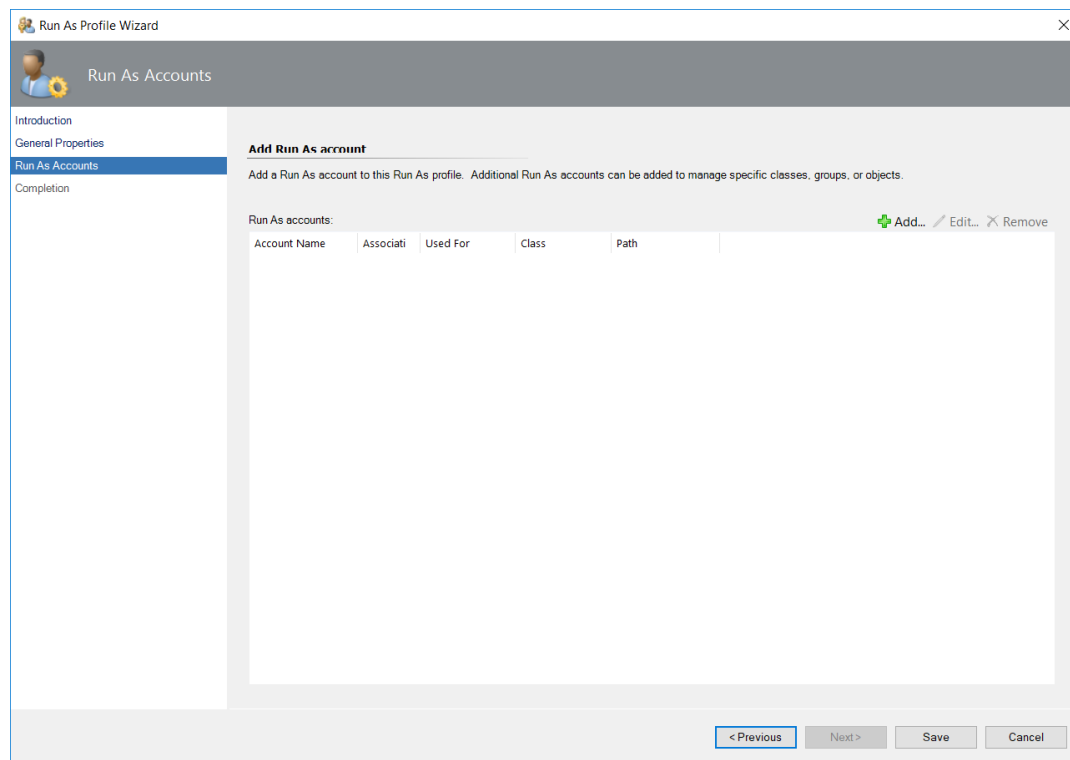 Run As Profile Wizard
Run As Accounts
Introduction
General Properties
Run As Accounts
Completion
Add Run As account
Add a Run As account to this Run As profile.  Additional Run As accounts can be added to manage specific classes, groups, or objects.
Run As accounts:
Add... Edit... Remove
Account Name Associati Used For Class Path
< Previous Next > Save Cancel